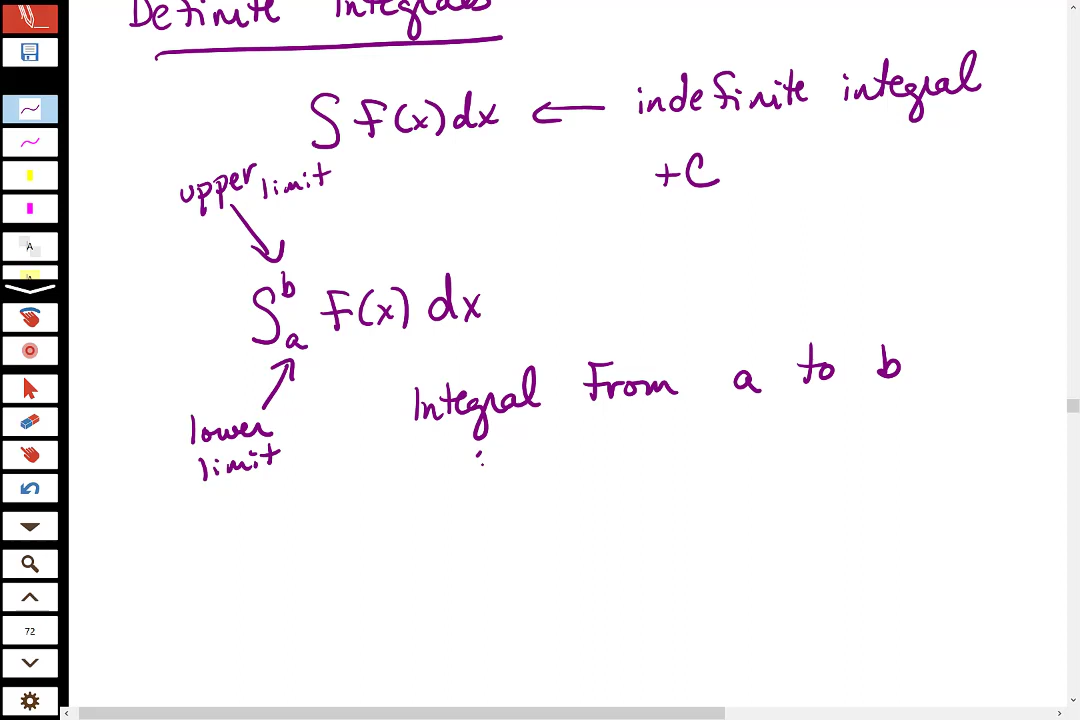 Definite Integrals
∫ f(x) dx ← indefinite integral
+C
upper limit
∫ₐᵇ f(x) dx
Integral From a to b
lower
limit
A
72